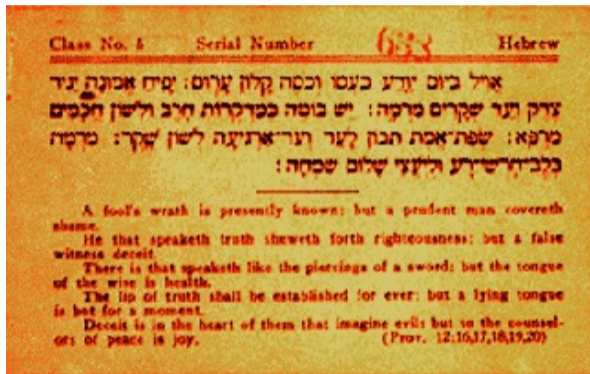 Class No. 5 Serial Number 663 Hebrew
אֱוִיל בַּיּוֹם יִוָּדַע כַּעְסוֹ וְכֹסֶה קָלוֹן עָרוּם: יָפִיחַ אֱמוּנָה יַגִּיד
צֶדֶק וְעֵד שְׁקָרִים מִרְמָה: יֵשׁ בּוֹטֶה כְּמַדְקְרוֹת חָרֶב וּלְשׁוֹן חֲכָמִים
מַרְפֵּא: שְׂפַת־אֱמֶת תִּכּוֹן לָעַד וְעַד־אַרְגִּיעָה לְשׁוֹן שָׁקֶר: מִרְמָה
בְּלֶב־חֹרְשֵׁי־רָע וּלְיֹעֲצֵי שָׁלוֹם שִׂמְחָה:
A fool's wrath is presently known: but a prudent man covereth
shame.
He that speaketh truth sheweth forth righteousness: but a false
witness deceit.
There is that speaketh like the piercings of a sword: but the tongue
of the wise is health.
The lip of truth shall be established for ever: but a lying tongue
is but for a moment.
Deceit is in the heart of them that imagine evil: but to the counsel-
ors of peace is joy. (Prov. 12:16,17,18,19,20)